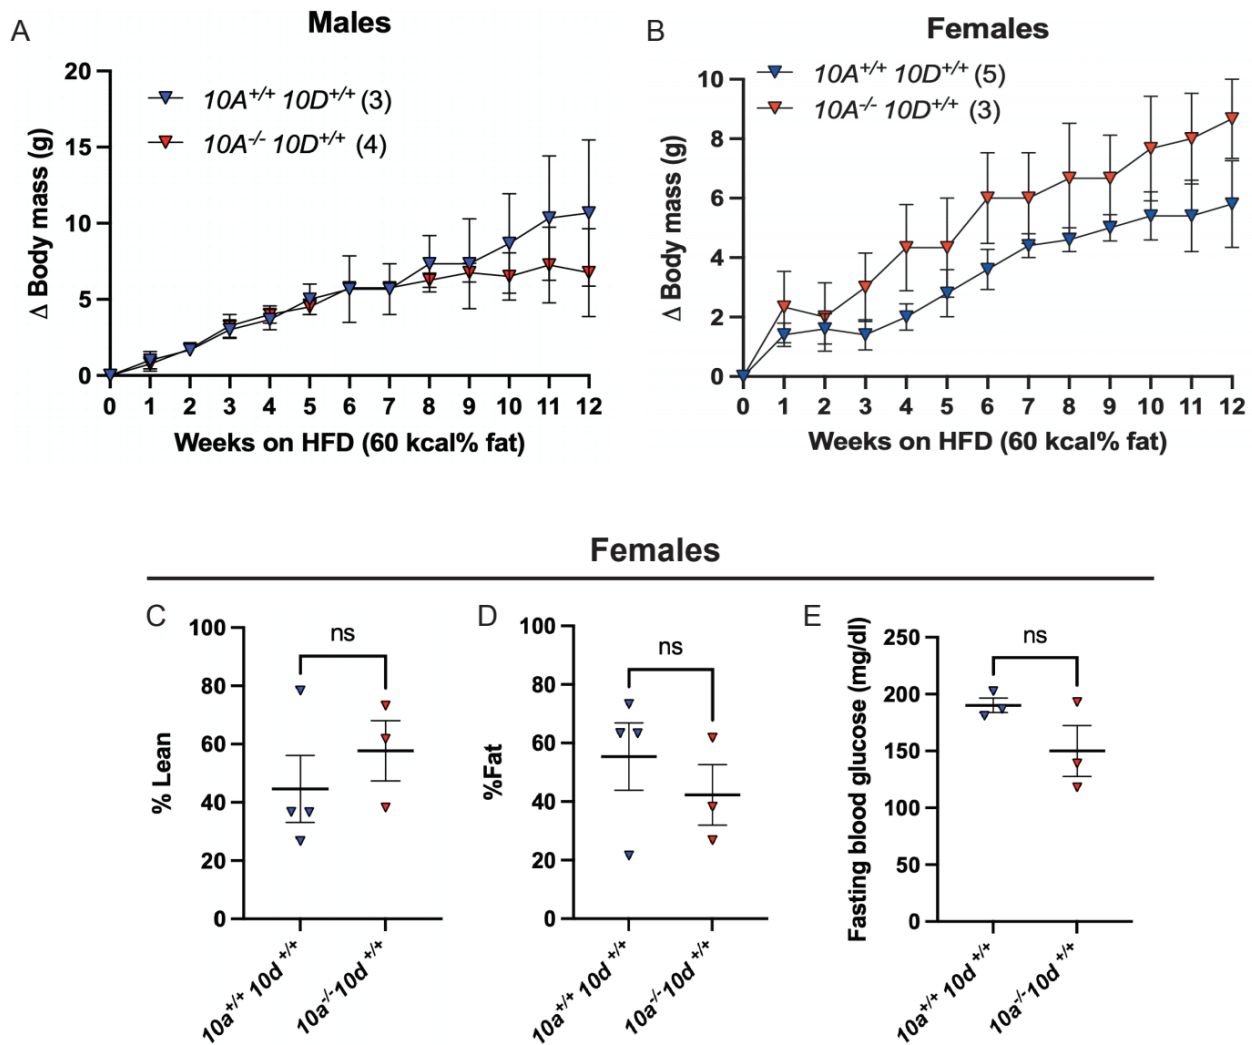 A
Males
20
15
10
5
0
Δ Body mass (g)
10A+/+ 10D+/+ (3)
10A-/- 10D+/+ (4)
0 1 2 3 4 5 6 7 8 9 10 11 12
Weeks on HFD (60 kcal% fat)
B
Females
10
8
6
4
2
0
Δ Body mass (g)
10A+/+ 10D+/+ (5)
10A-/- 10D+/+ (3)
0 1 2 3 4 5 6 7 8 9 10 11 12
Weeks on HFD (60 kcal% fat)
Females
C
100
80
60
40
20
0
% Lean
ns
10a+/+ 10d +/+
10a-/- 10d +/+
D
100
80
60
40
20
0
%Fat
ns
10a+/+ 10d +/+
10a-/- 10d +/+
E
250
200
150
100
50
0
Fasting blood glucose (mg/dl)
ns
10a+/+ 10d +/+
10a-/- 10d +/+